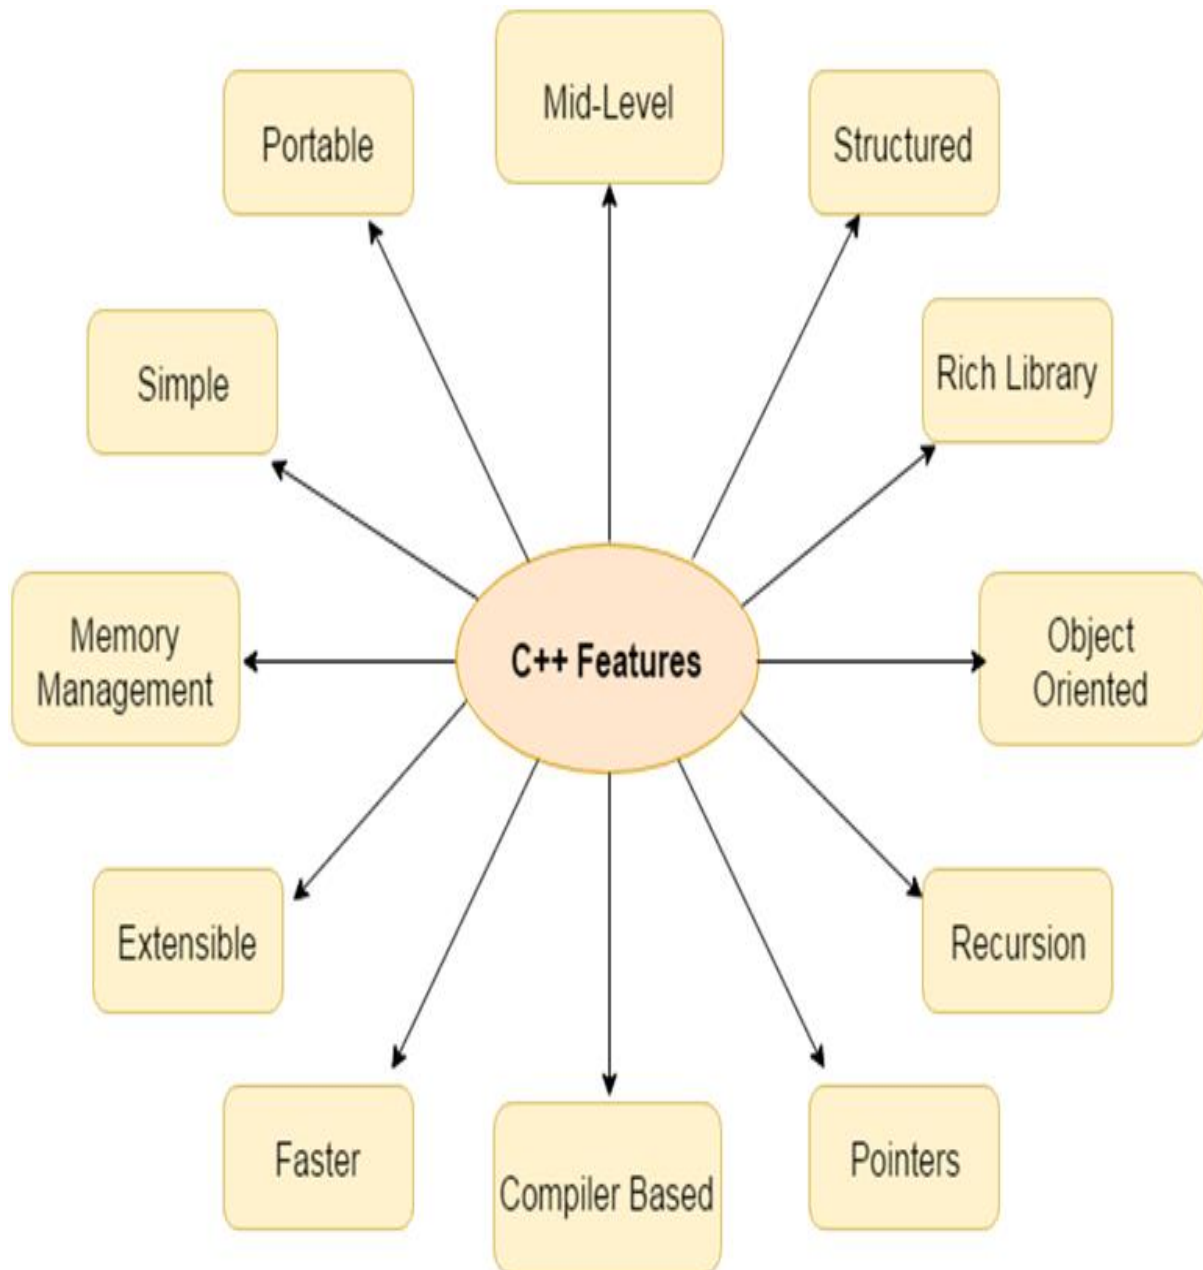 Mid-Level
Portable
Structured
Simple
Rich Library
Memory
Management
C++ Features
Object
Oriented
Extensible
Recursion
Faster
Compiler Based
Pointers